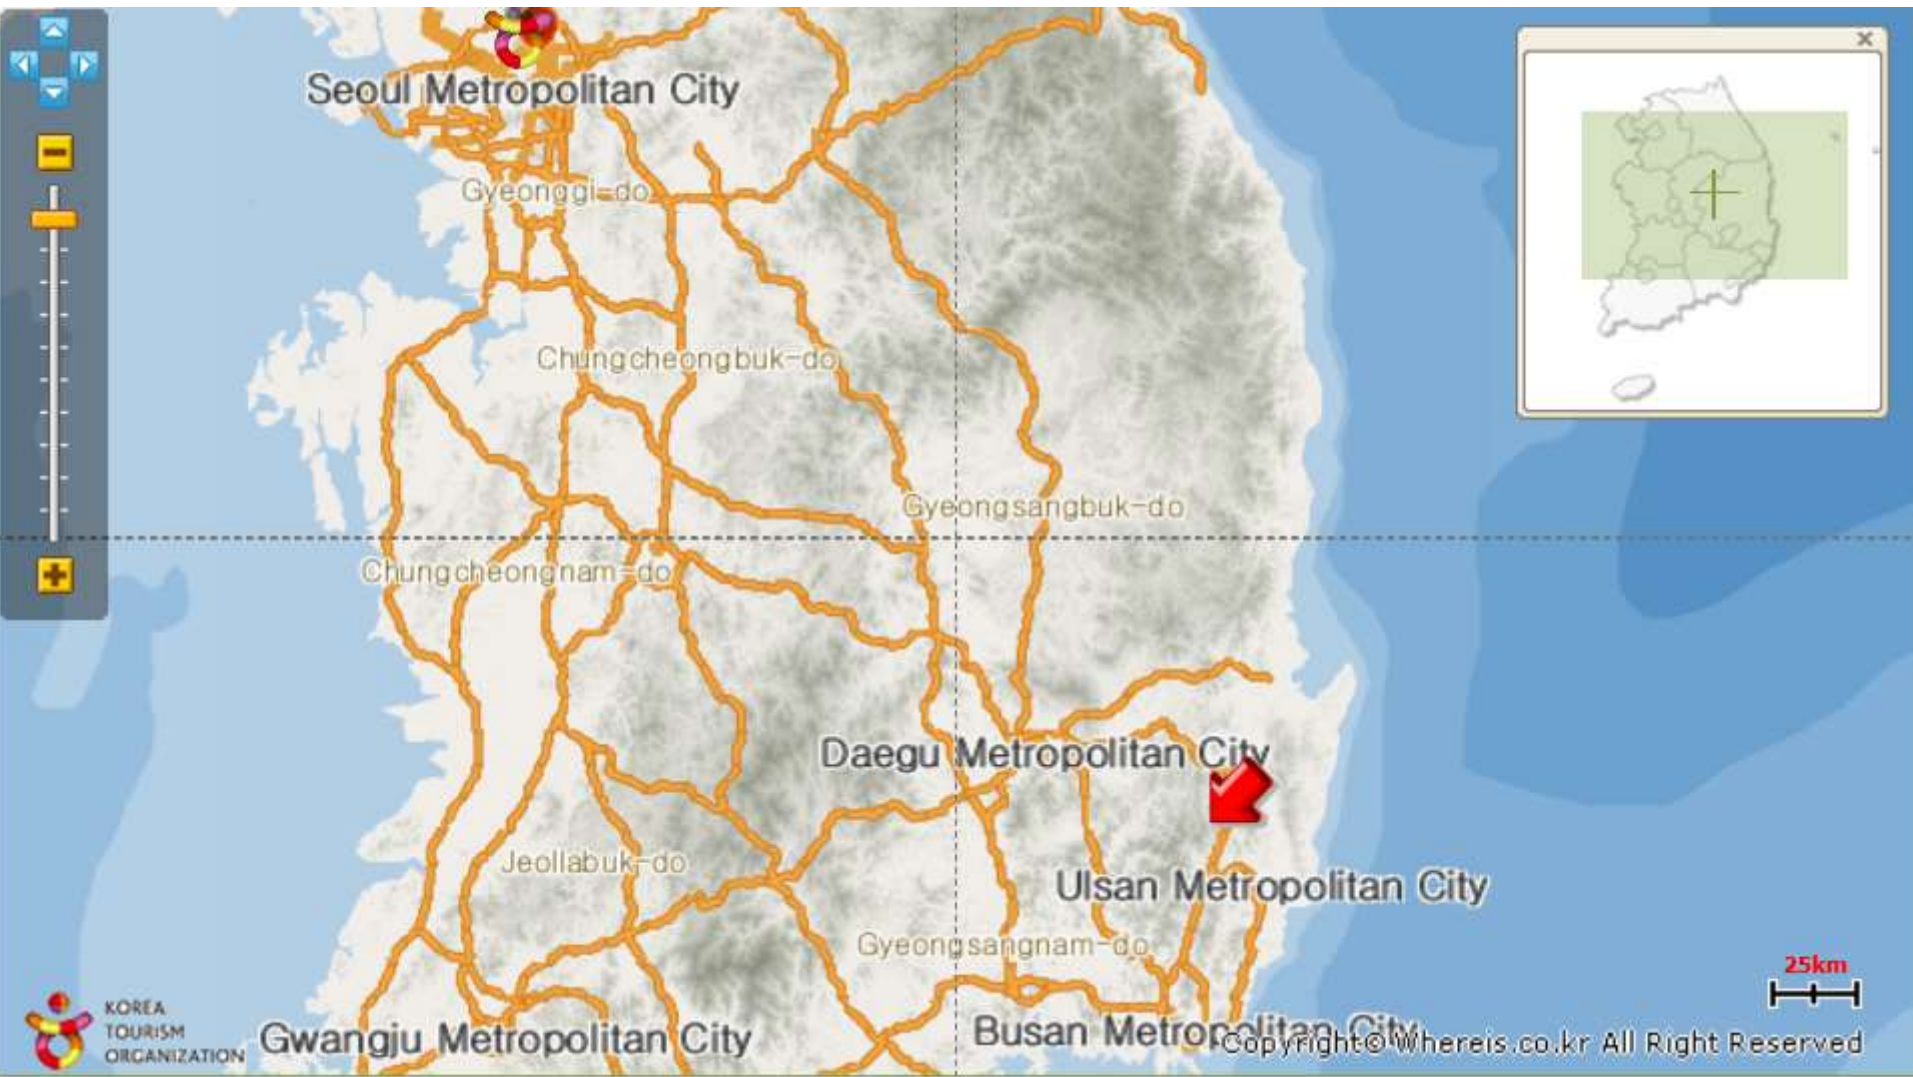 Seoul Metropolitan City
Gyeonggi-do
Chungcheongbuk-do
Gyeongsangbuk-do
Chungcheongnam-do
Daegu Metropolitan City
Jeollabuk-do
Ulsan Metropolitan City
Gyeongsangnam-do
25km
KOREA
TOURISM
ORGANIZATION
Gwangju Metropolitan City
Busan Metropolitan City
Copyright© Whereis.co.kr All Right Reserved